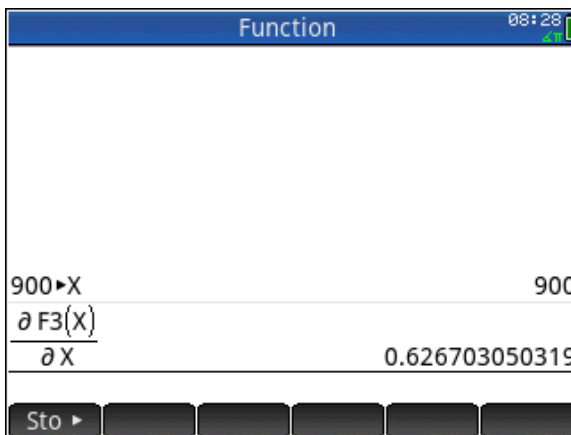 Function 08:28
∡π
900▶X 900
∂ F3(X)
∂ X 0.626703050319
Sto ▶